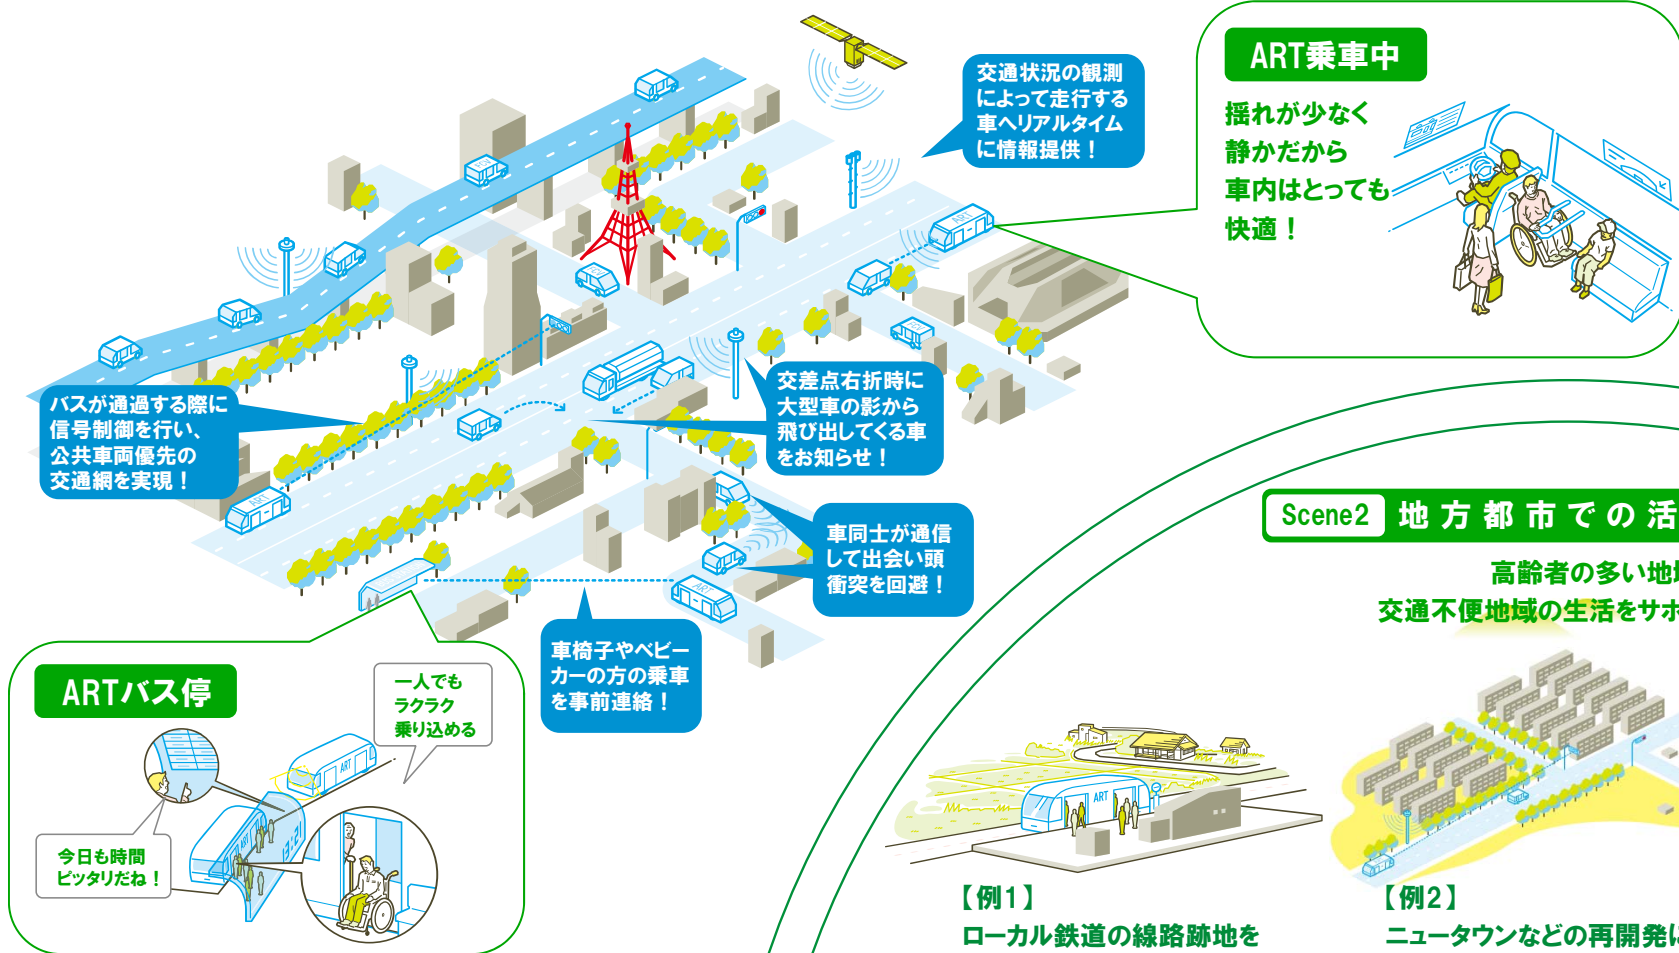 交通状況の観測
によって走行する
車へリアルタイム
に情報提供！
ART乗車中
揺れが少なく
静かだから
車内はとっても
快適！
バスが通過する際に
信号制御を行い、
公共車両優先の
交通網を実現！
交差点右折時に
大型車の影から
飛び出してくる車
をお知らせ！
車同士が通信
して出会い頭
衝突を回避！
車椅子やベビー
カーの方の乗車
を事前連絡！
ART
ART
ART
ARTバス停
一人でも
ラクラク
乗り込める
今日も時間
ピッタリだね！
ART
ART
13:21
Scene2 地方都市での活
高齢者の多い地域
交通不便地域の生活をサポ
ART
【例1】
ローカル鉄道の線路跡地を
【例2】
ニュータウンなどの再開発に